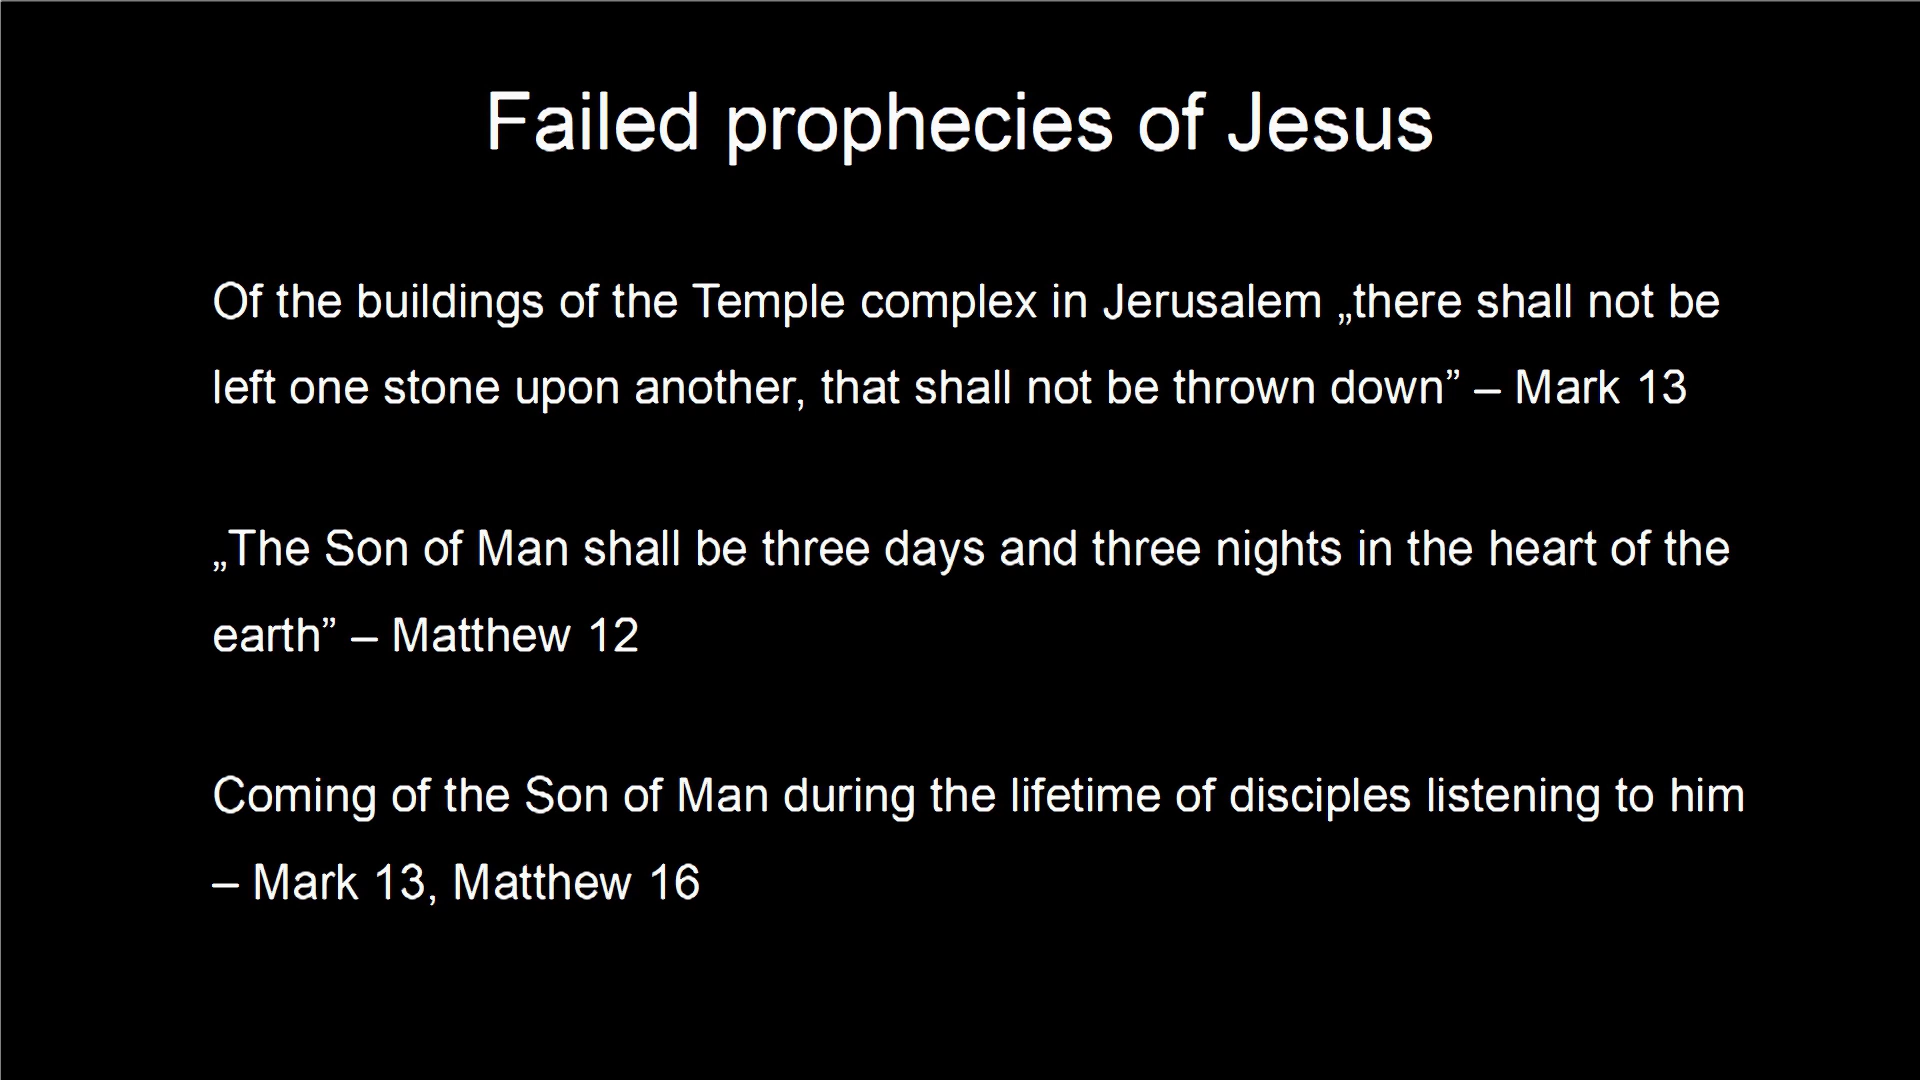 Failed prophecies of Jesus
Of the buildings of the Temple complex in Jerusalem „there shall not be
left one stone upon another, that shall not be thrown down” – Mark 13
„The Son of Man shall be three days and three nights in the heart of the
earth” – Matthew 12
Coming of the Son of Man during the lifetime of disciples listening to him
– Mark 13, Matthew 16